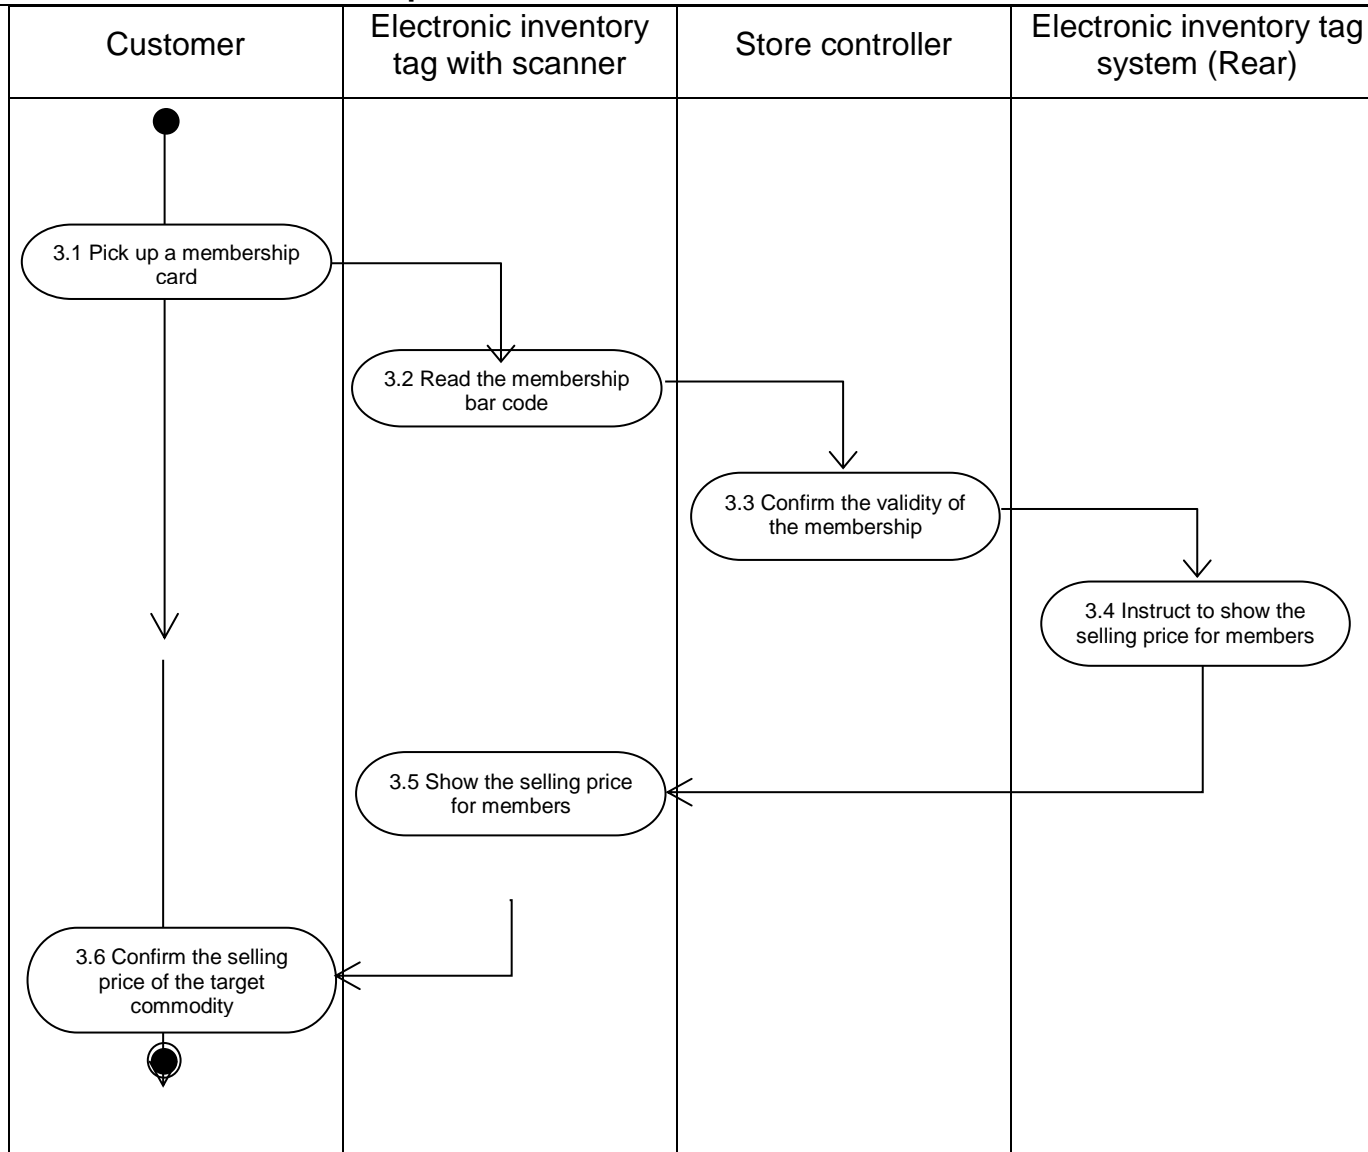 Customer
Electronic inventory
tag with scanner
Store controller
Electronic inventory tag
system (Rear)
3.1 Pick up a membership
card
3.2 Read the membership
bar code
3.3 Confirm the validity of
the membership
3.4 Instruct to show the
selling price for members
3.5 Show the selling price
for members
3.6 Confirm the selling
price of the target
commodity